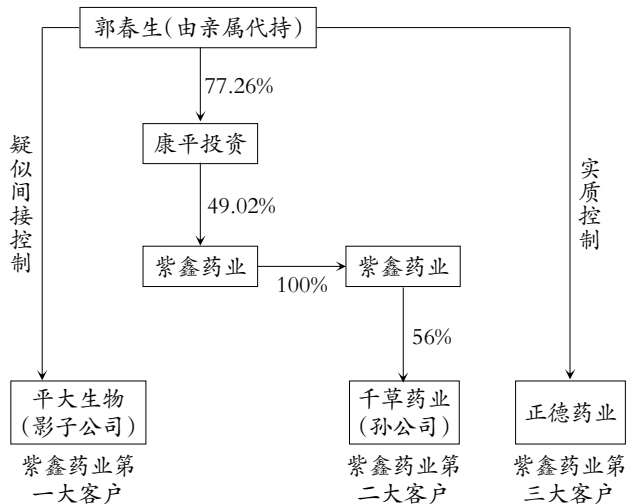 郭春生(由亲属代持)
77.26%
康平投资
疑似间接控制
实质控制
49.02%
紫鑫药业
100%
紫鑫药业
56%
平大生物
(影子公司)
千草药业
(孙公司)
正德药业
紫鑫药业第
一大客户
紫鑫药业第
二大客户
紫鑫药业第
三大客户